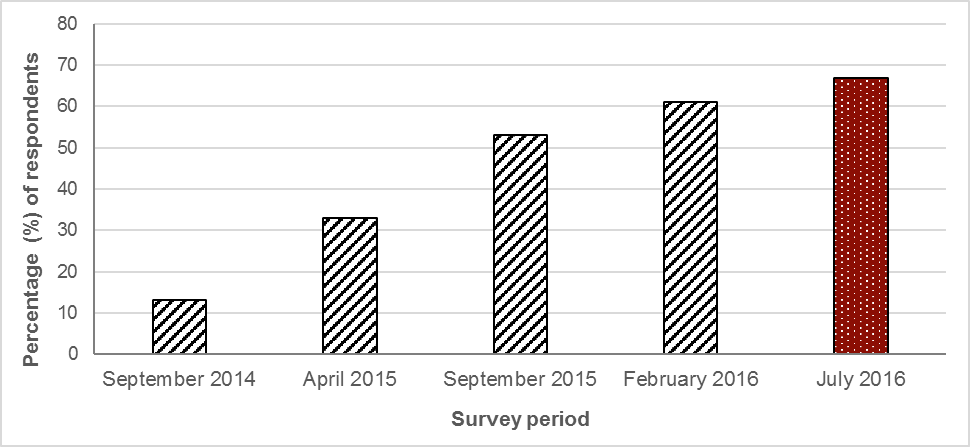 Percentage (%) of respondents
80
70
60
50
40
30
20
10
0
September 2014
April 2015
September 2015
February 2016
July 2016
Survey period